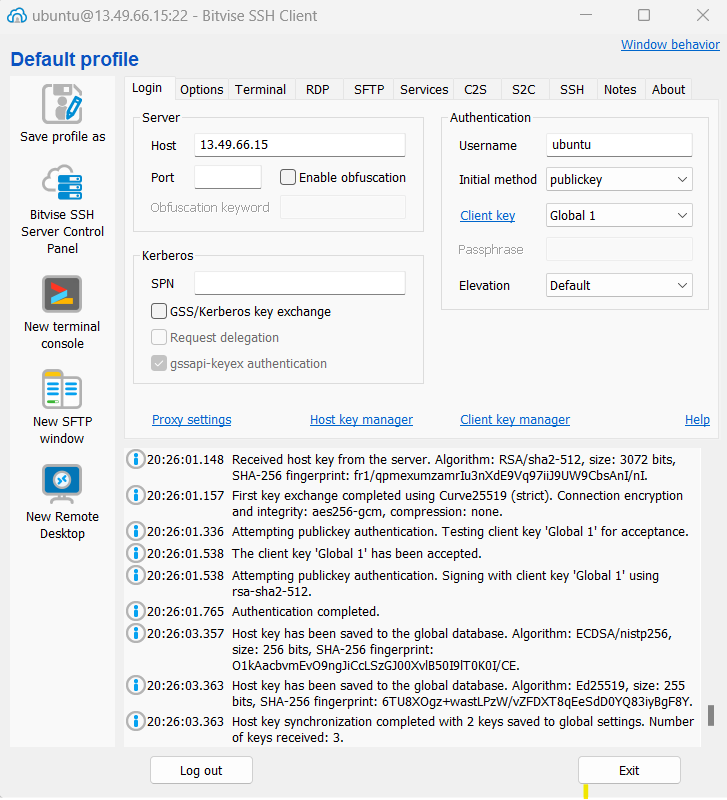 ubuntu@13.49.66.15:22 - Bitvise SSH Client
Window behavior
Default profile
Save profile as
Bitvise SSH
Server Control
Panel
New terminal
console
New SFTP
window
New Remote
Desktop
Login
Options
Terminal
RDP
SFTP
Services
C2S
S2C
SSH
Notes
About
Server
Host
13.49.66.15
Port
Enable obfuscation
Obfuscation keyword
Kerberos
SPN
GSS/Kerberos key exchange
Request delegation
gssapi-keyex authentication
Authentication
Username
ubuntu
Initial method
publickey
Client key
Global 1
Passphrase
Elevation
Default
Proxy settings
Host key manager
Client key manager
Help
20:26:01.148 Received host key from the server. Algorithm: RSA/sha2-512, size: 3072 bits,
SHA-256 fingerprint: fr1/qpmexumzamrIu3nXdE9Vq97iiJ9UW9CbsAnI/nI.
20:26:01.157 First key exchange completed using Curve25519 (strict). Connection encryption
and integrity: aes256-gcm, compression: none.
20:26:01.336 Attempting publickey authentication. Testing client key 'Global 1' for acceptance.
20:26:01.538 The client key 'Global 1' has been accepted.
20:26:01.538 Attempting publickey authentication. Signing with client key 'Global 1' using
rsa-sha2-512.
20:26:01.765 Authentication completed.
20:26:03.357 Host key has been saved to the global database. Algorithm: ECDSA/nistp256,
size: 256 bits, SHA-256 fingerprint:
O1kAacbvmEvO9ngJiCcLSzGJ00XvlB50I9lT0K0I/CE.
20:26:03.363 Host key has been saved to the global database. Algorithm: Ed25519, size: 255
bits, SHA-256 fingerprint: 6TU8XOgz+wastLPzW/vZFDXT8qEeSdD0YQ83iyBgF8Y.
20:26:03.363 Host key synchronization completed with 2 keys saved to global settings. Number
of keys received: 3.
Log out
Exit